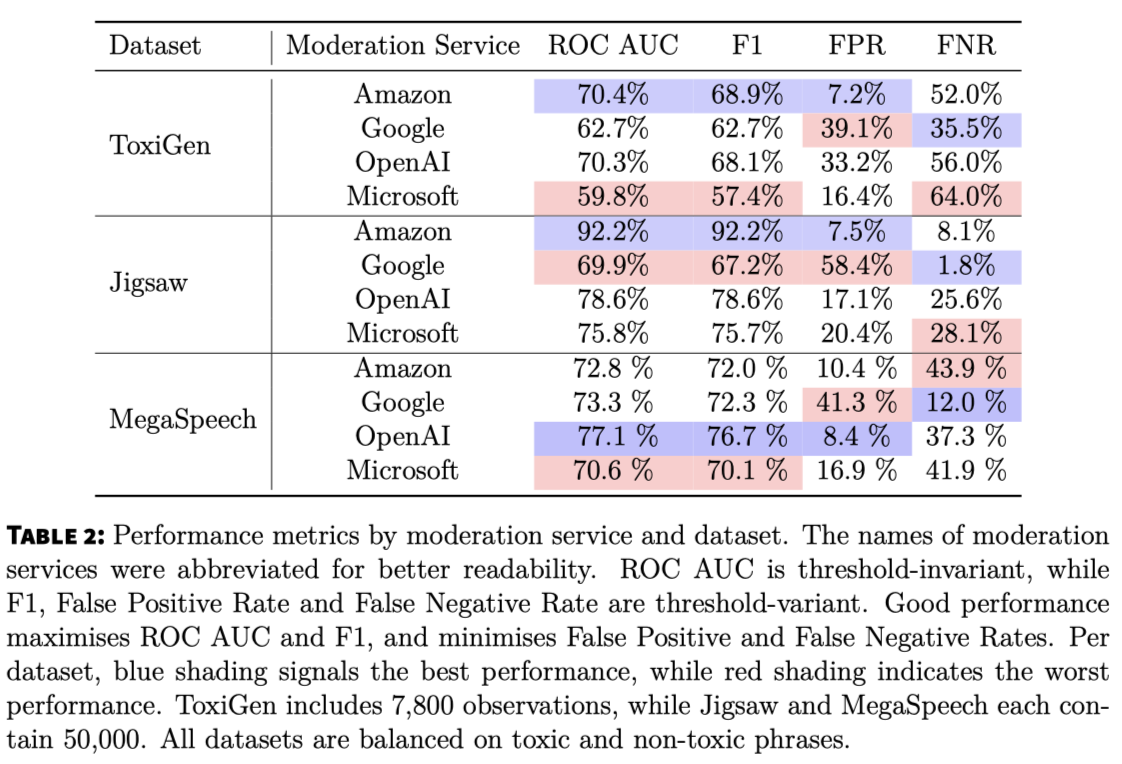 Dataset Moderation Service ROC AUC F1 FPR FNR
ToxiGen
Amazon 70.4% 68.9% 7.2% 52.0%
Google 62.7% 62.7% 39.1% 35.5%
OpenAI 70.3% 68.1% 33.2% 56.0%
Microsoft 59.8% 57.4% 16.4% 64.0%
Jigsaw
Amazon 92.2% 92.2% 7.5% 8.1%
Google 69.9% 67.2% 58.4% 1.8%
OpenAI 78.6% 78.6% 17.1% 25.6%
Microsoft 75.8% 75.7% 20.4% 28.1%
MegaSpeech
Amazon 72.8 % 72.0 % 10.4 % 43.9 %
Google 73.3 % 72.3 % 41.3 % 12.0 %
OpenAI 77.1 % 76.7 % 8.4 % 37.3 %
Microsoft 70.6 % 70.1 % 16.9 % 41.9 %
TABLE 2: Performance metrics by moderation service and dataset. The names of moderation
services were abbreviated for better readability. ROC AUC is threshold-invariant, while
F1, False Positive Rate and False Negative Rate are threshold-variant. Good performance
maximises ROC AUC and F1, and minimises False Positive and False Negative Rates. Per
dataset, blue shading signals the best performance, while red shading indicates the worst
performance. ToxiGen includes 7,800 observations, while Jigsaw and MegaSpeech each con-
tain 50,000. All datasets are balanced on toxic and non-toxic phrases.